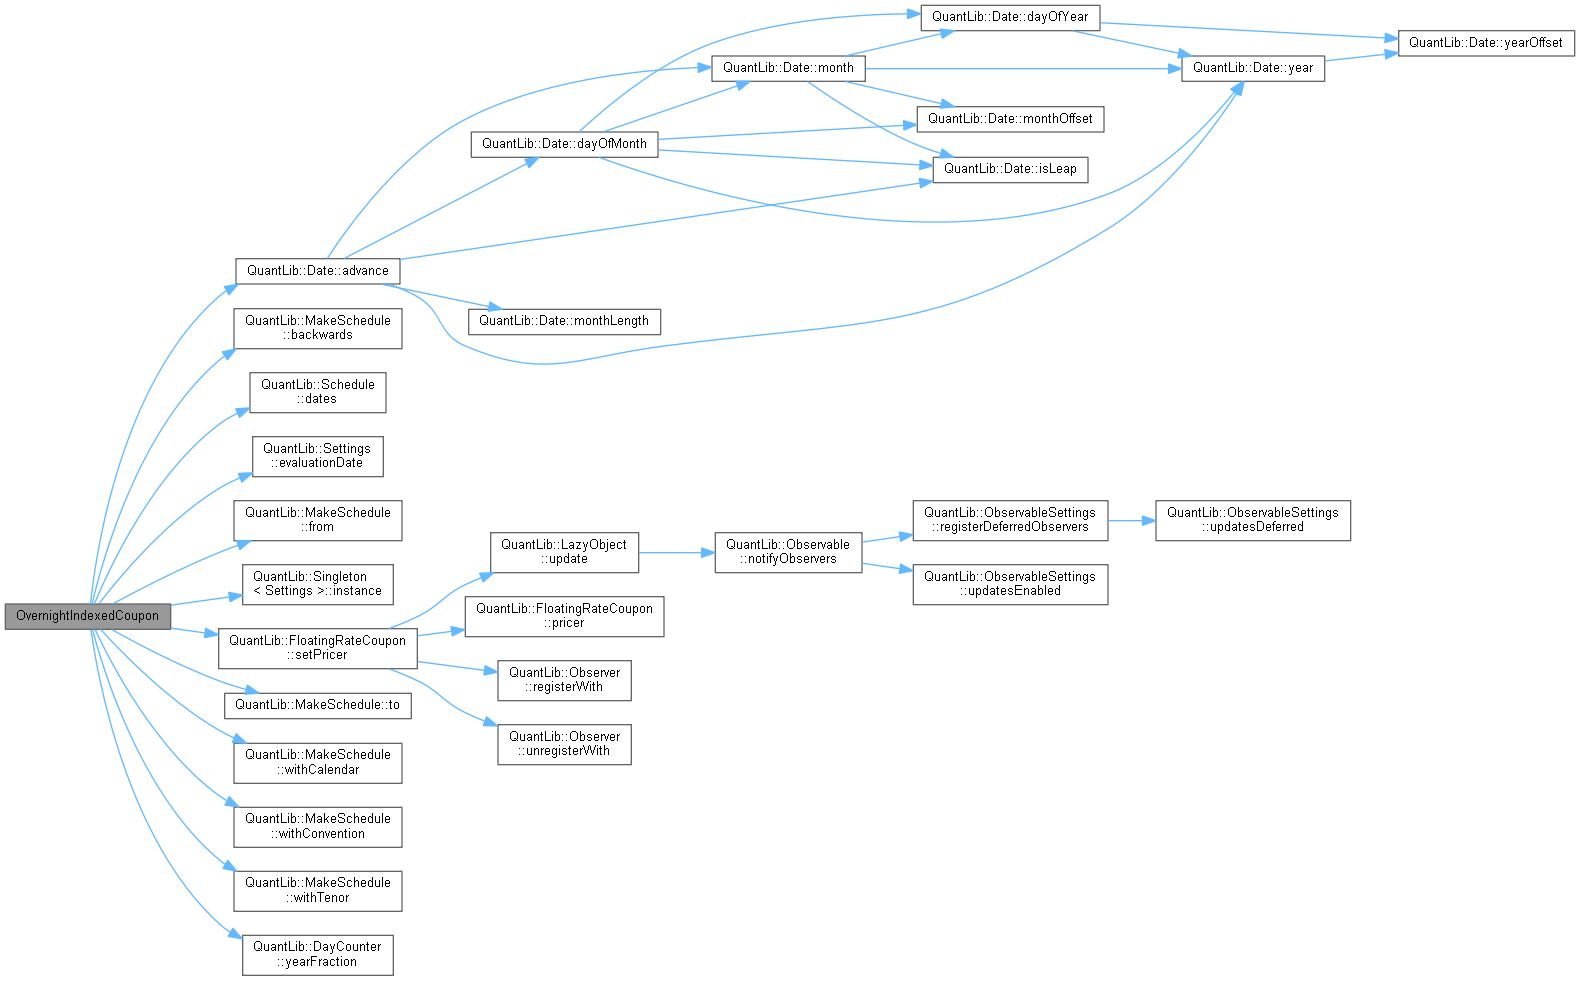 QuantLib::Date::dayOfYear
QuantLib::Date::yearOffset
QuantLib::Date::month
QuantLib::Date::year
QuantLib::Date::monthOffset
QuantLib::Date::dayOfMonth
QuantLib::Date::isLeap
QuantLib::Date::advance
QuantLib::Date::monthLength
QuantLib::MakeSchedule
::backwards
QuantLib::Schedule
::dates
QuantLib::Settings
::evaluationDate
QuantLib::MakeSchedule
::from
QuantLib::ObservableSettings
::registerDeferredObservers
QuantLib::ObservableSettings
::updatesDeferred
QuantLib::LazyObject
::update
QuantLib::Observable
::notifyObservers
QuantLib::Singleton
< Settings >::instance
QuantLib::ObservableSettings
::updatesEnabled
OvernightIndexedCoupon
QuantLib::FloatingRateCoupon
::pricer
QuantLib::FloatingRateCoupon
::setPricer
QuantLib::Observer
::registerWith
QuantLib::MakeSchedule::to
QuantLib::Observer
::unregisterWith
QuantLib::MakeSchedule
::withCalendar
QuantLib::MakeSchedule
::withConvention
QuantLib::MakeSchedule
::withTenor
QuantLib::DayCounter
::yearFraction